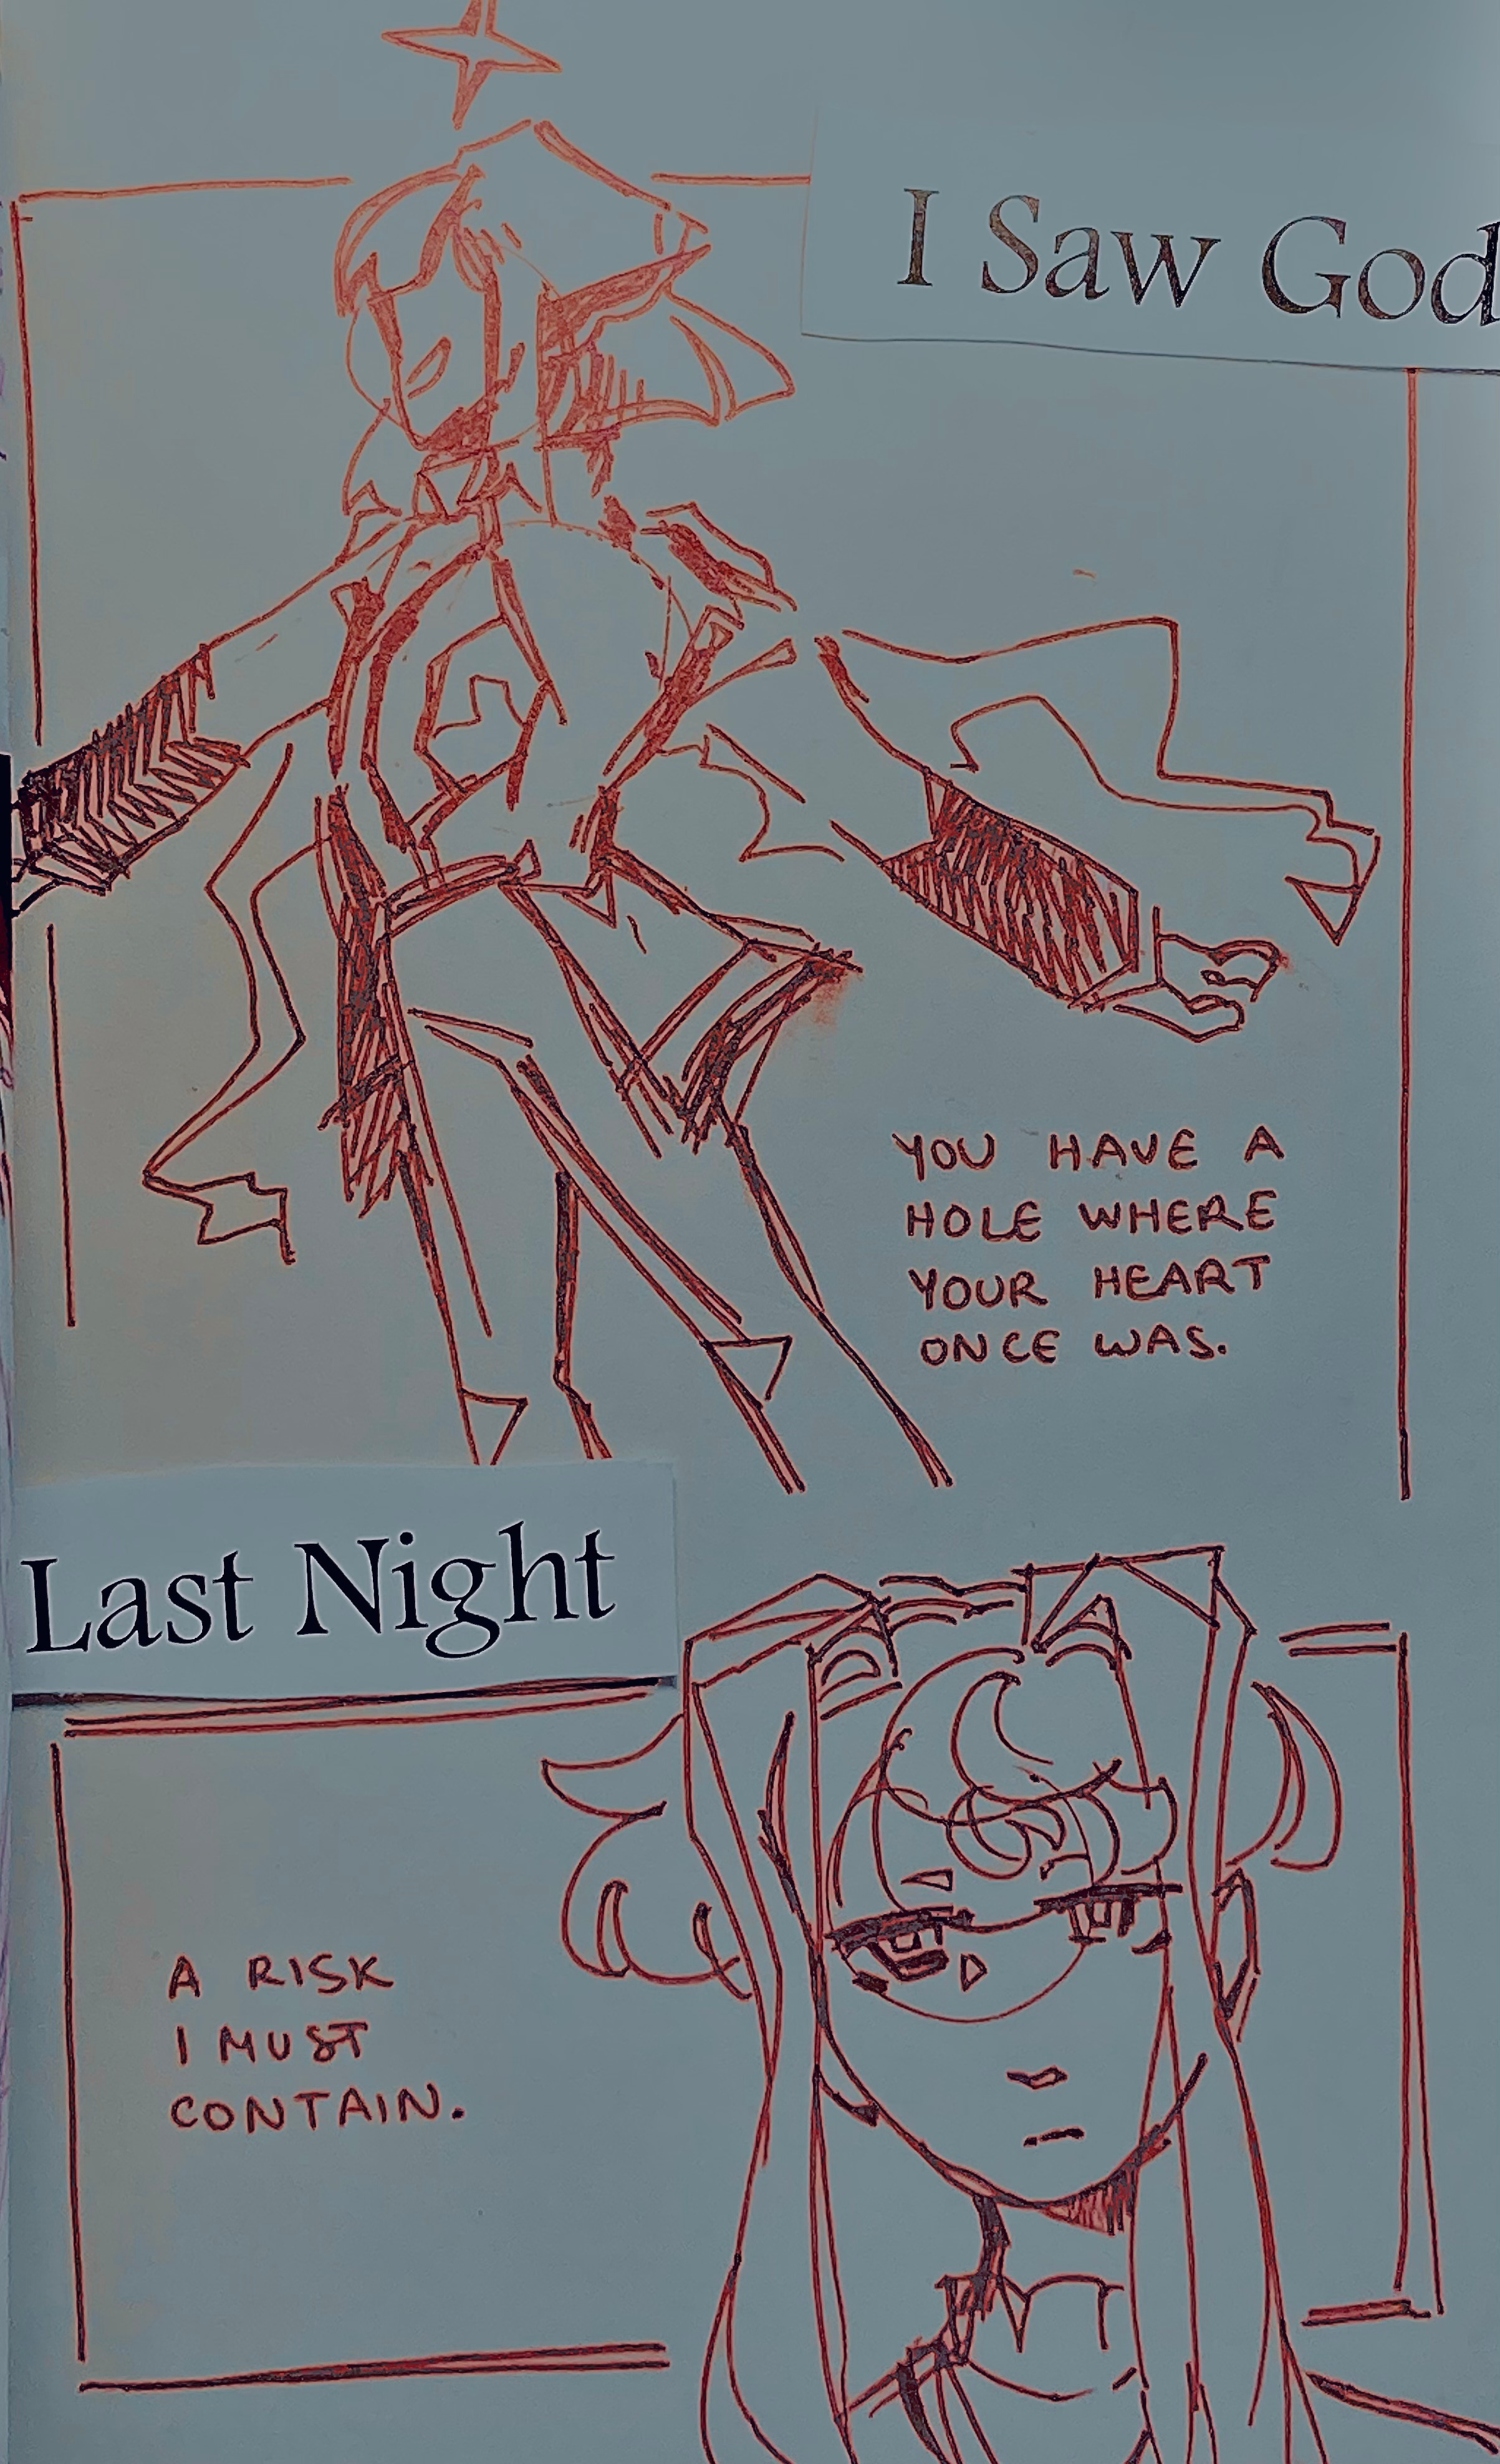 I Saw God
YOU HAVE A
HOLE WHERE
YOUR HEART
ONCE WAS.
Last Night
A RISK
I MUST
CONTAIN.